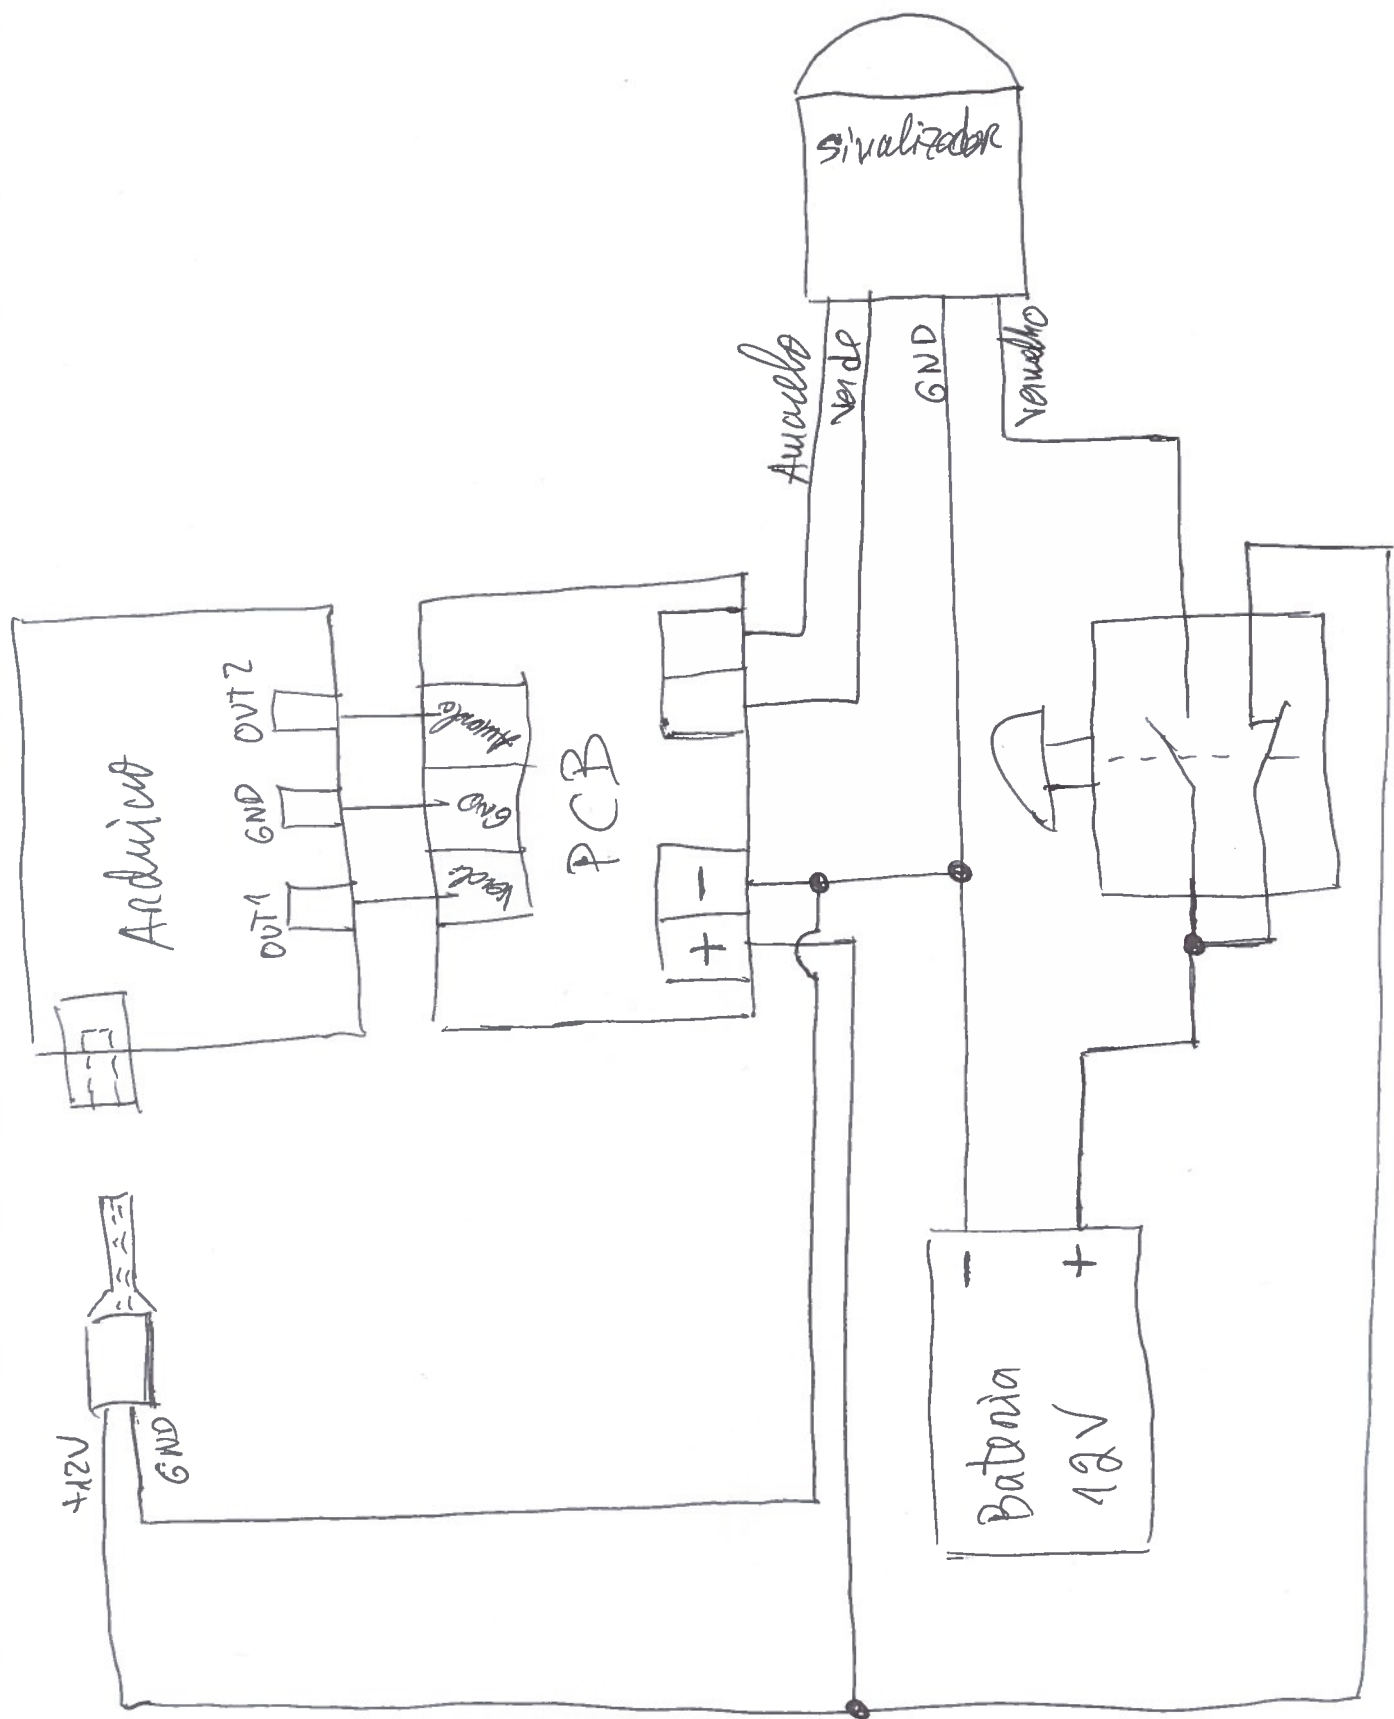 sinalizador
Amarelo
Verde
GND
Vermelho
Arduino
OUT2
GND
OUT1
Amarelo
GND
Verde
PCB
-
+
+12V
GND
-
+
Bateria
12V